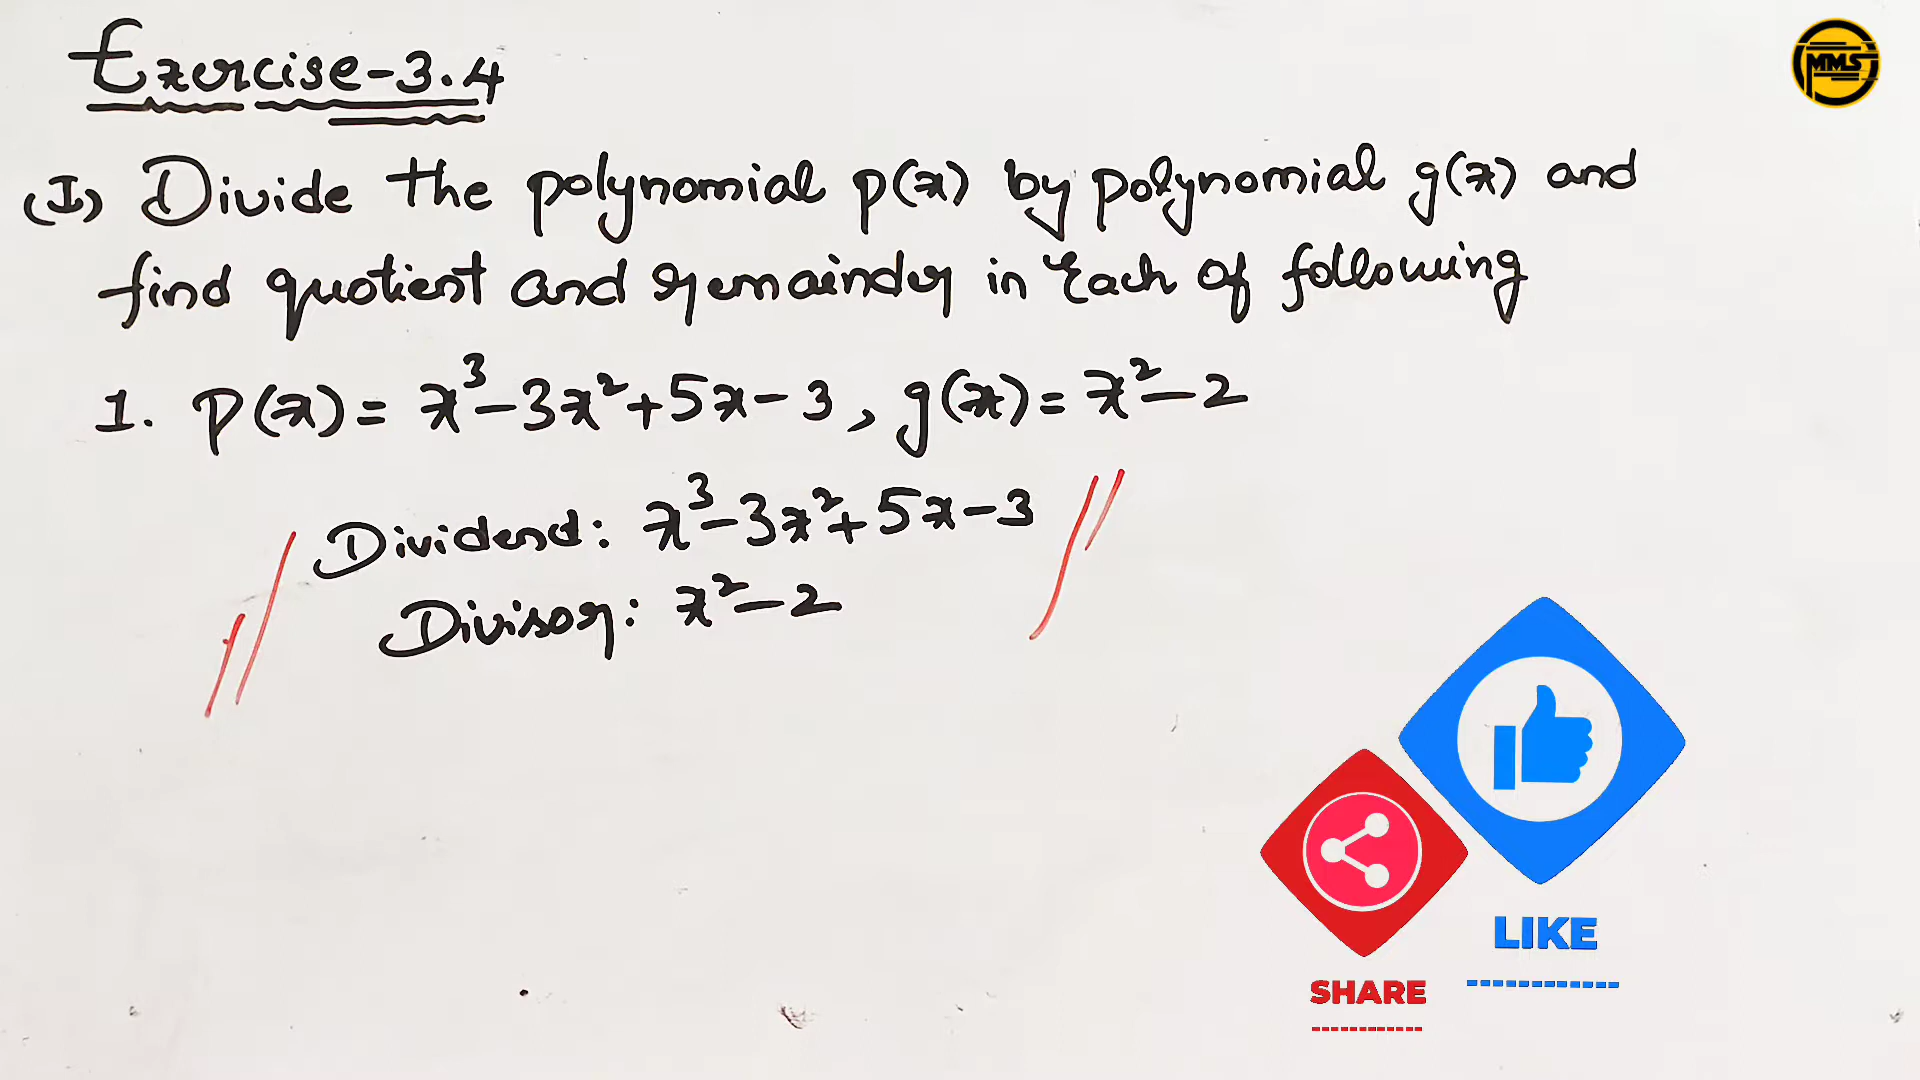 Exercise-3.4
MMS
(I) Divide the polynomial p(x) by polynomial g(x) and
find quotient and remainder in Each of following
1. p(x) = x³-3x²+5x-3, g(x) = x²-2
Dividend: x³-3x²+5x-3
Divisor: x²-2
LIKE
SHARE